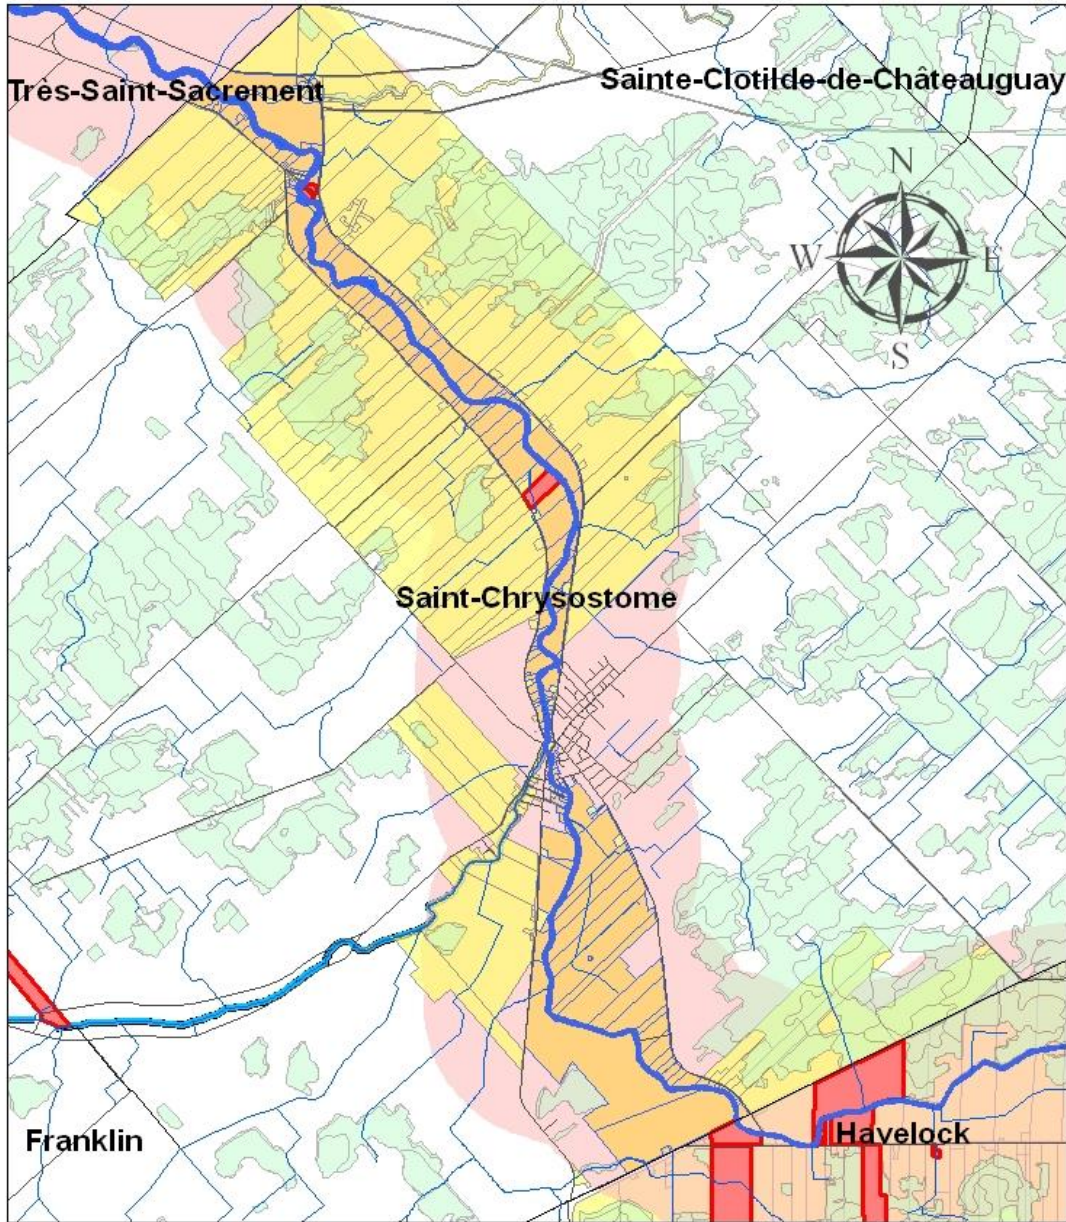 Très-Saint-Sacrement
Sainte-Clotilde-de-Châteauguay
N
W E
S
Saint-Chrysostome
Franklin
Havelock